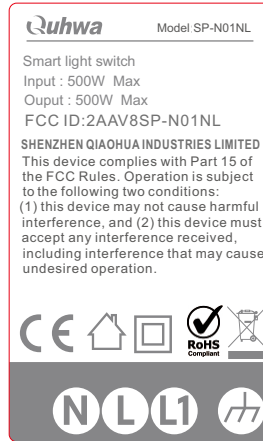 Quhwa
Model:SP-N01NL
Smart light switch
Input : 500W Max
Ouput : 500W Max
FCC ID:2AAV8SP-N01NL
SHENZHEN QIAOHUA INDUSTRIES LIMITED
This device complies with Part 15 of
the FCC Rules. Operation is subject
to the following two conditions:
(1) this device may not cause harmful
interference, and (2) this device must
accept any interference received,
including interference that may cause
undesired operation.
CE
RoHS
Compliant
N L L1